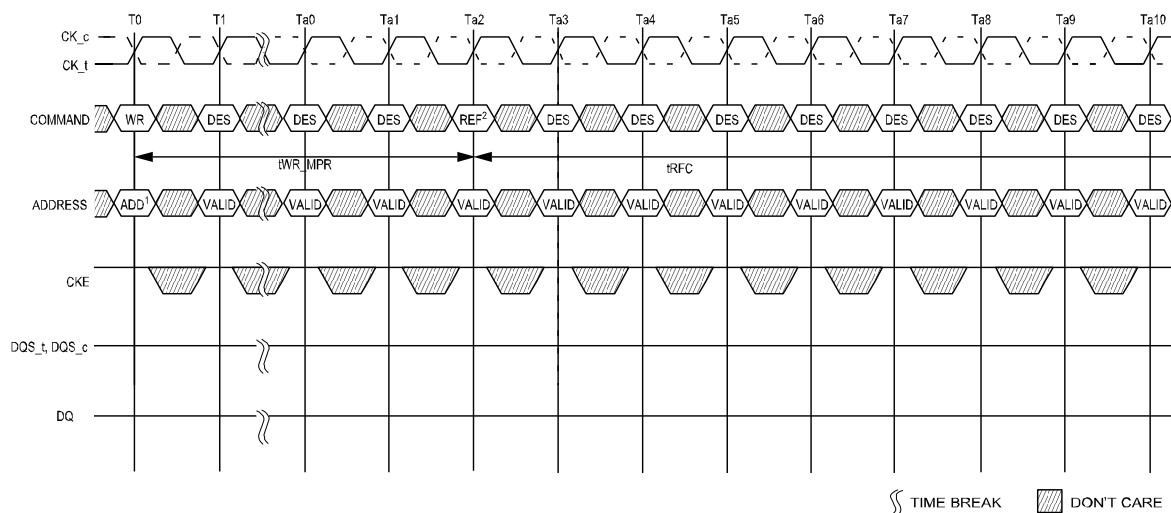 T0 T1 Ta0 Ta1 Ta2 Ta3 Ta4 Ta5 Ta6 Ta7 Ta8 Ta9 Ta10
CK_c
CK_t
COMMAND WR DES DES DES REF2 DES DES DES DES DES DES DES DES
tWR_MPR tRFC
ADDRESS ADD1 VALID VALID VALID VALID VALID VALID VALID VALID VALID VALID VALID VALID
CKE
DQS_t, DQS_c
DQ
TIME BREAK DON'T CARE